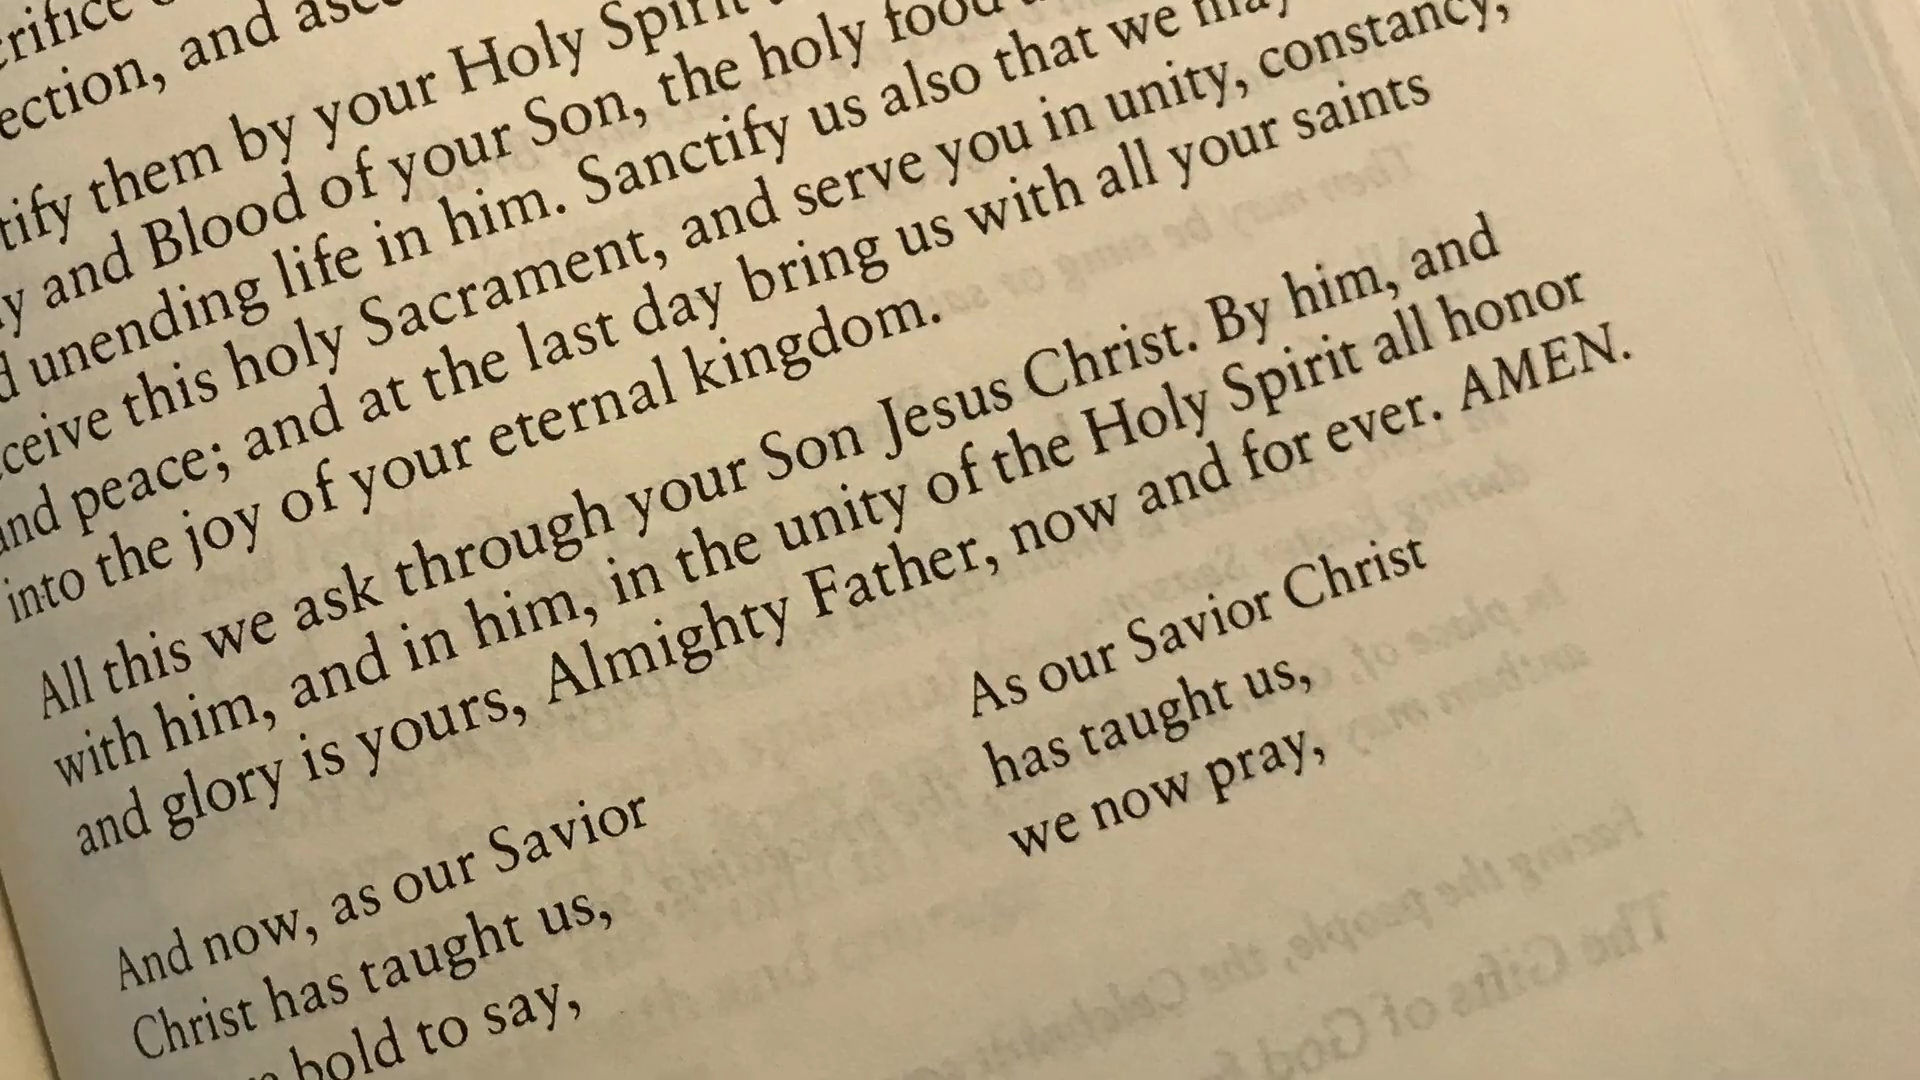 and asc
ection, and
tify them by your Holy Spirit
y and Blood of your Son, the holy food
d unending life in him. Sanctify us also that we may
ceive this holy Sacrament, and serve you in unity, constancy,
and peace; and at the last day bring us with all your saints
into the joy of your eternal kingdom.
All this we ask through your Son Jesus Christ. By him, and
with him, and in him, in the unity of the Holy Spirit all honor
and glory is yours, Almighty Father, now and for ever. AMEN.
And now, as our Savior
Christ has taught us,
bold to say,
As our Savior Christ
has taught us,
we now pray,